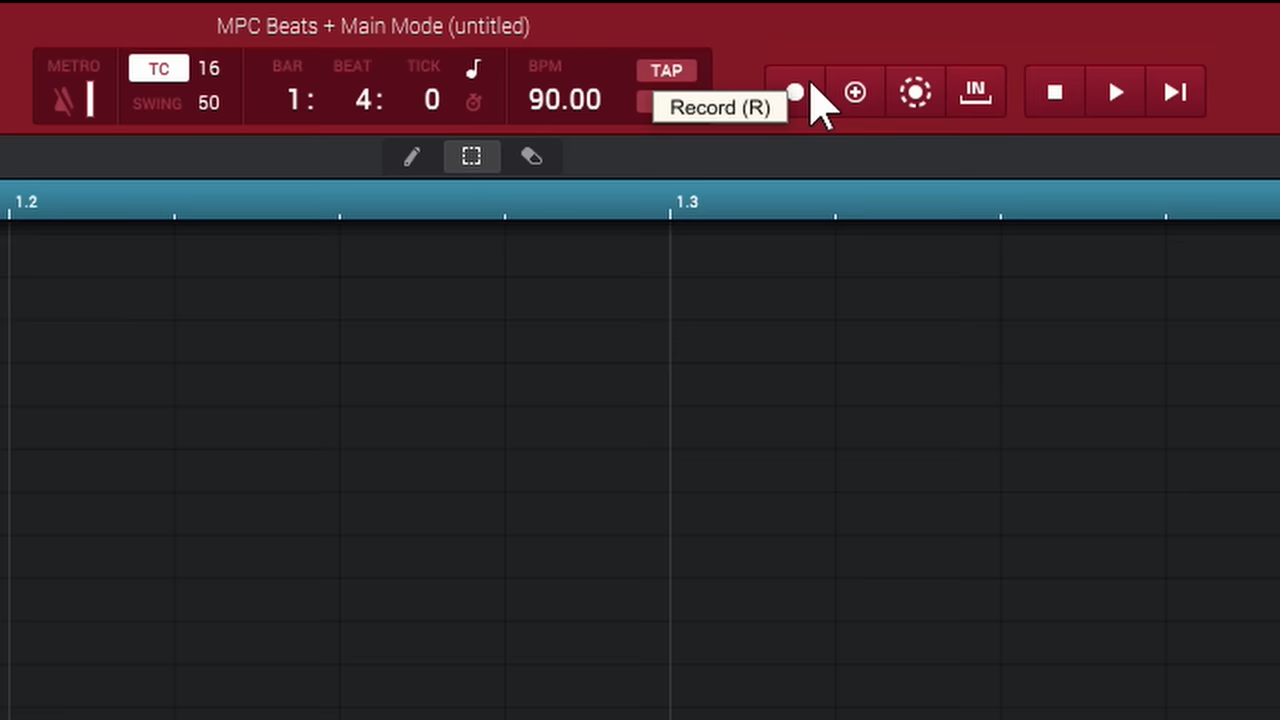 MPC Beats + Main Mode (untitled)
METRO TC 16 BAR BEAT TICK BPM TAP
SWING 50 1: 4: 0 90.00 Record (R) IN
1.2 1.3